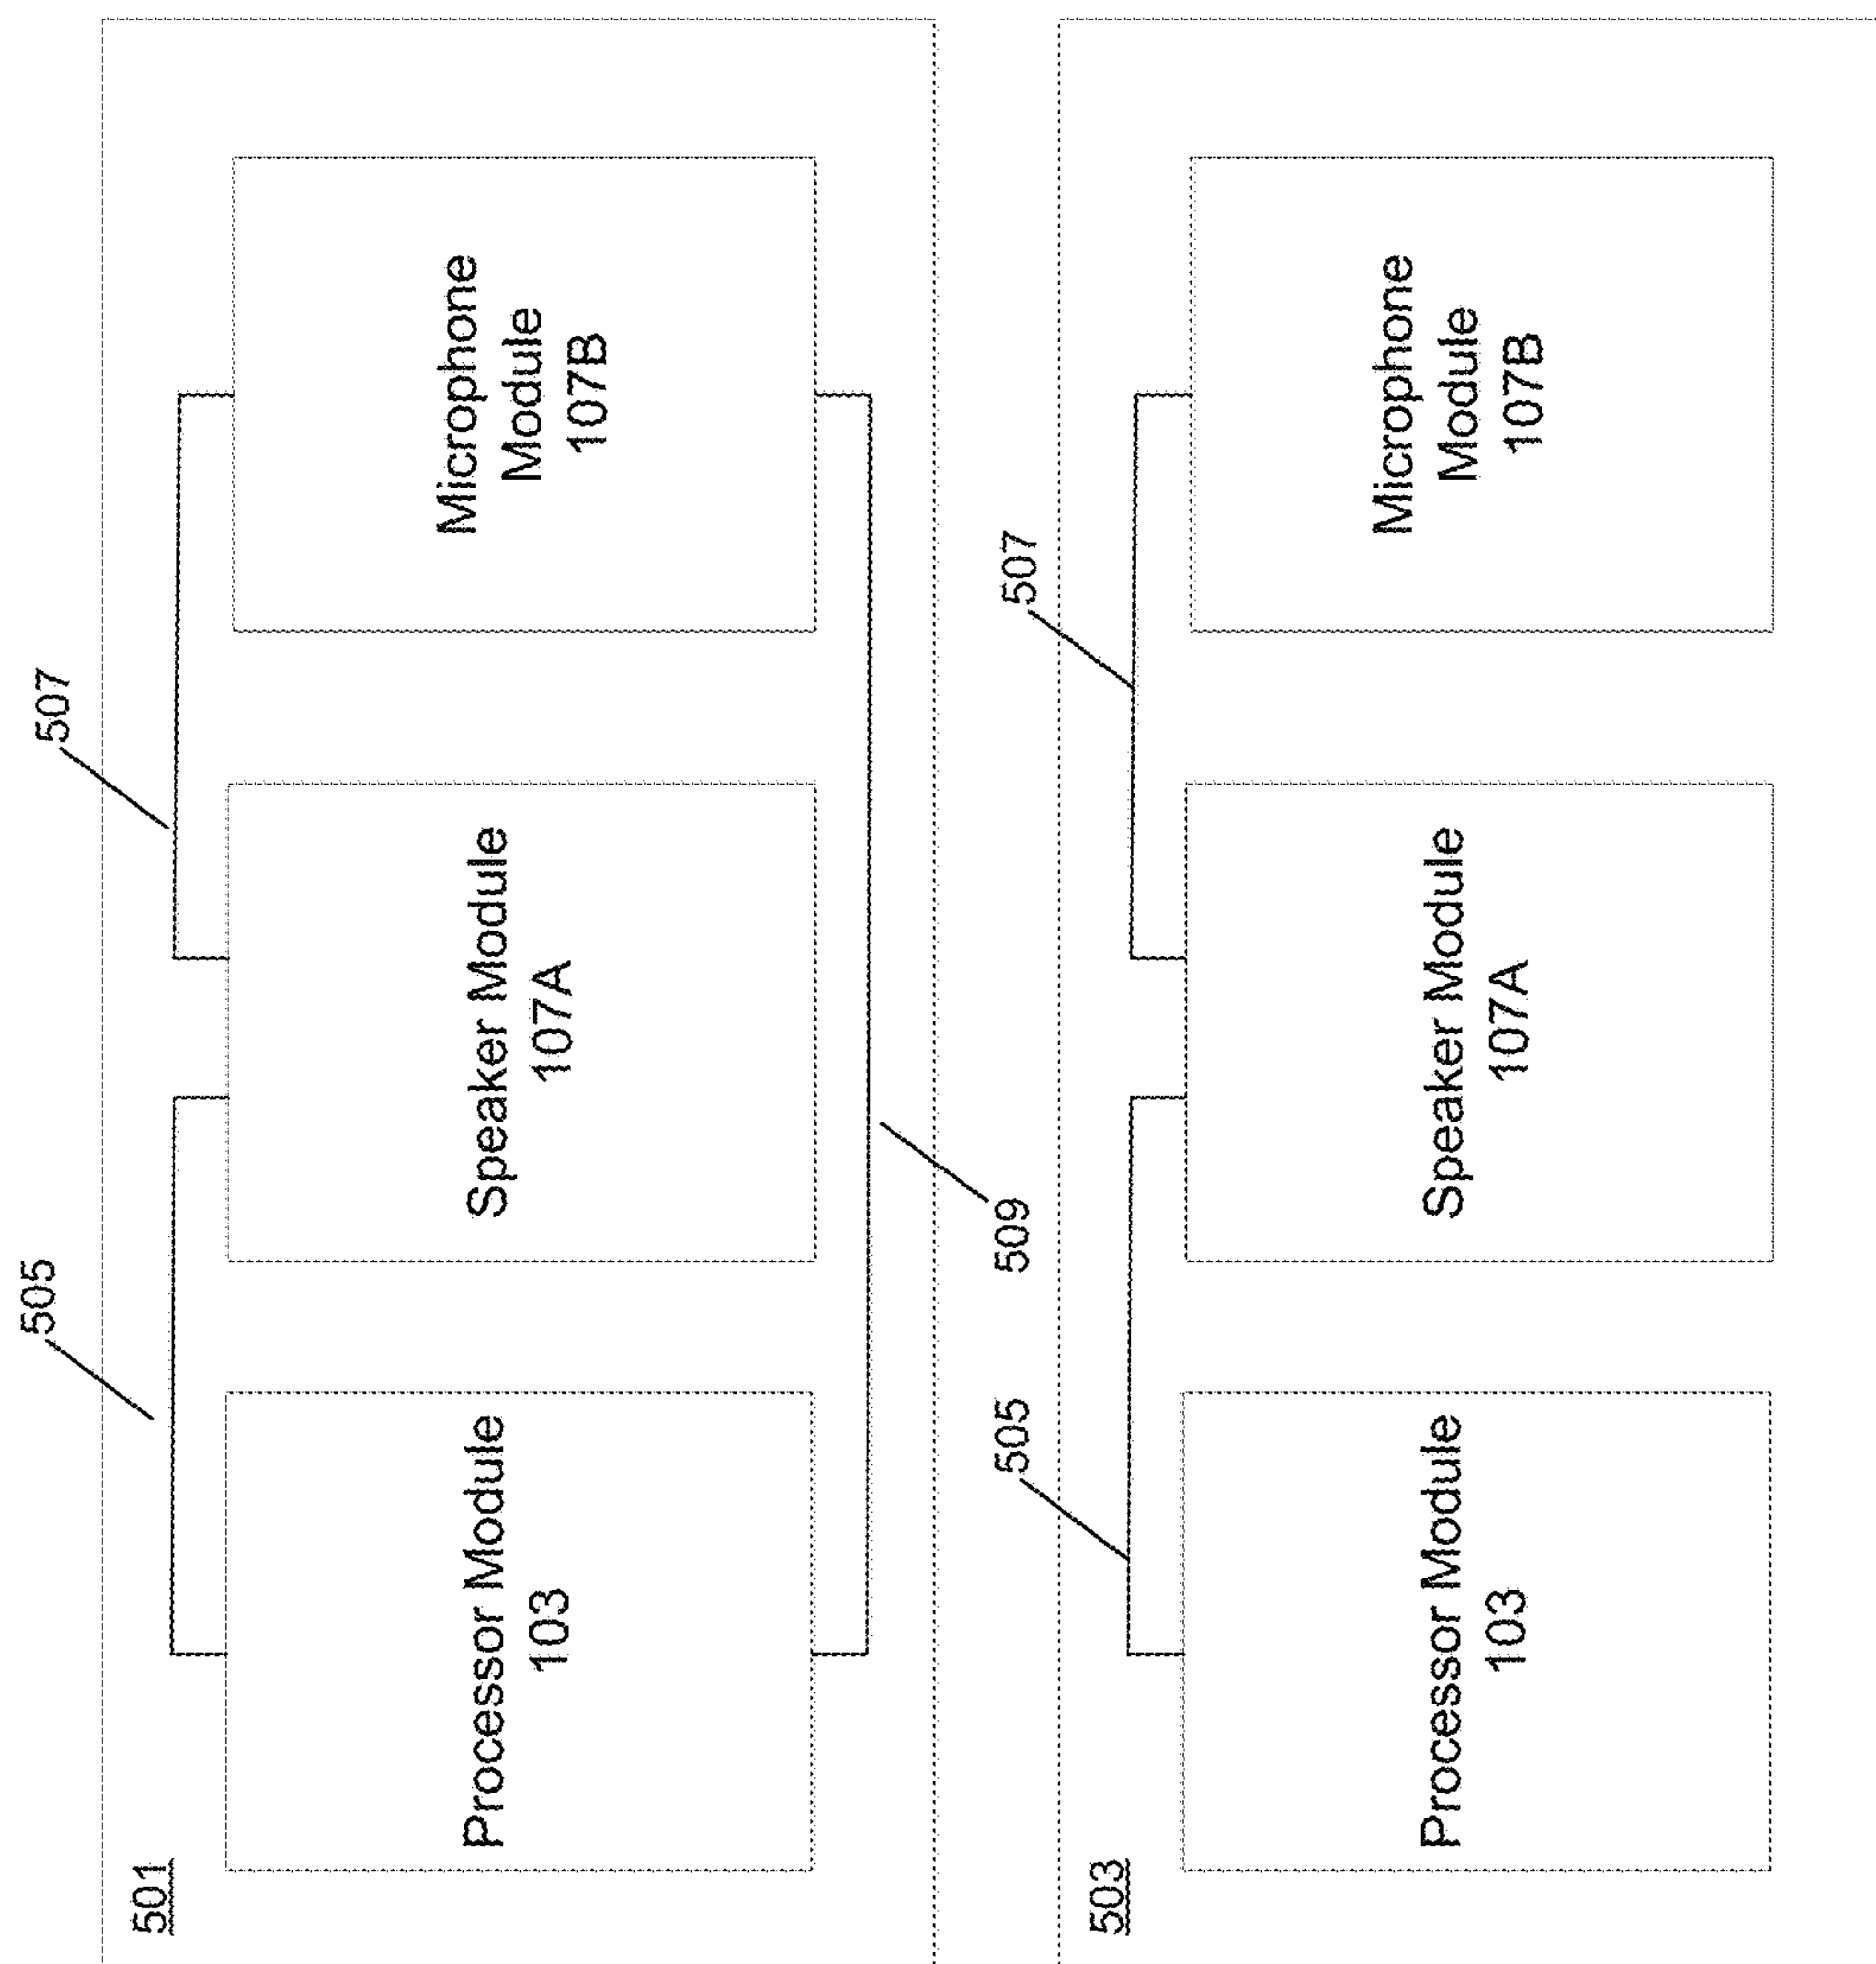 505
507
501
Processor Module
103
Speaker Module
107A
Microphone
Module
107B
509
505
507
503
Processor Module
103
Speaker Module
107A
Microphone
Module
107B